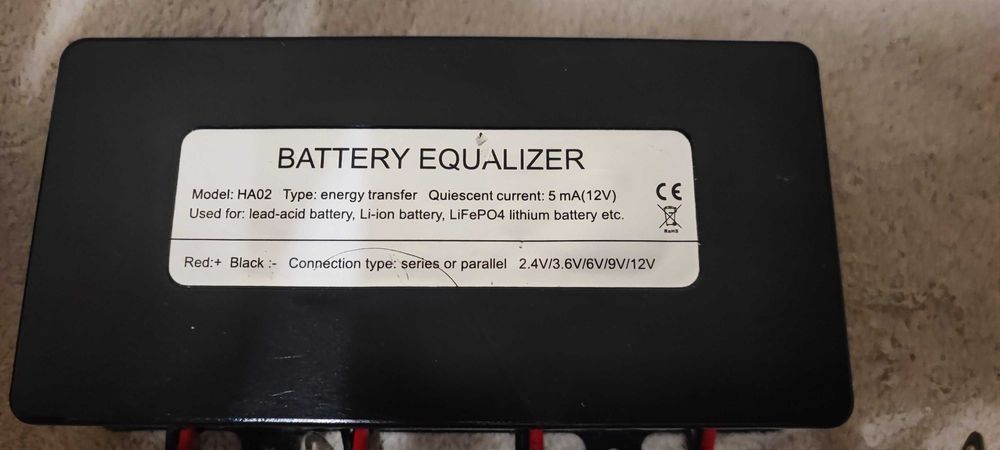 BATTERY EQUALIZER
Model: HA02 Type: energy transfer Quiescent current: 5 mA(12V)
Used for: lead-acid battery, Li-ion battery, LiFePO4 lithium battery etc.
CE
RoHS
Red:+ Black :- Connection type: series or parallel 2.4V/3.6V/6V/9V/12V